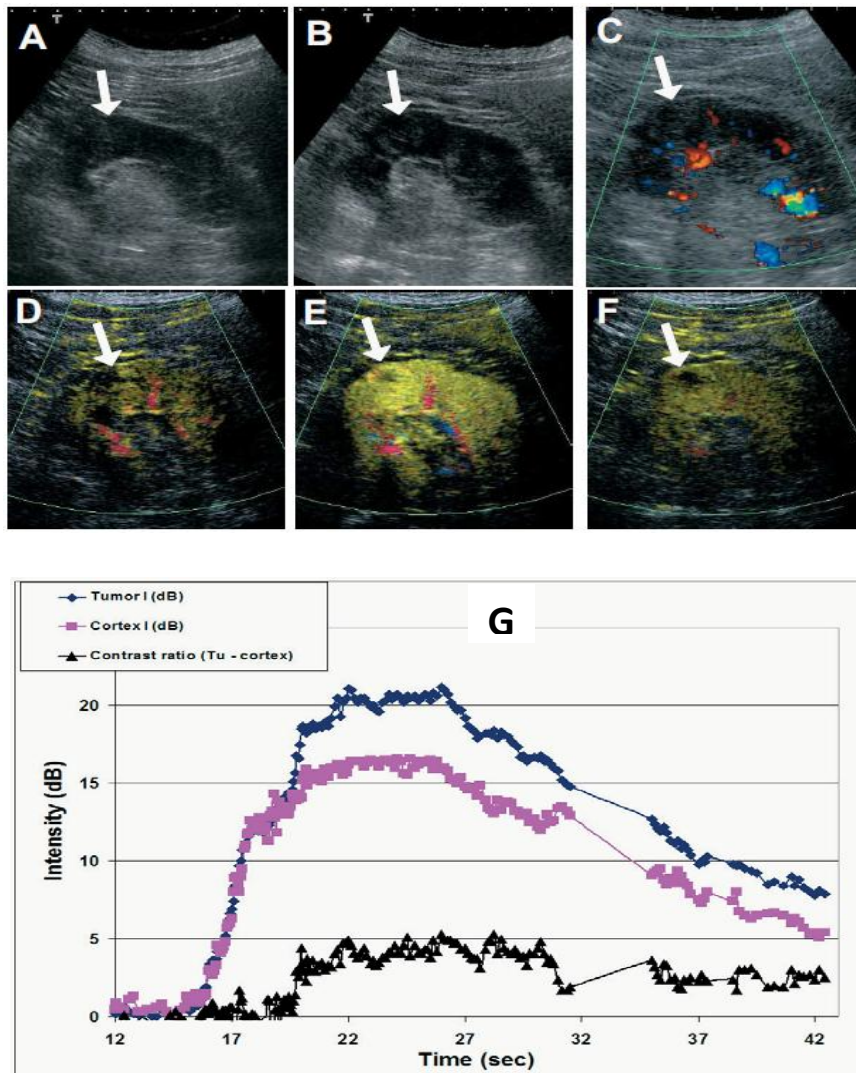 A
B
C
D
E
F
G
Tumor I (dB)
Cortex I (dB)
Contrast ratio (Tu - cortex)
Intensity (dB)
20
15
10
5
0
12 17 22 27 32 37 42
Time (sec)